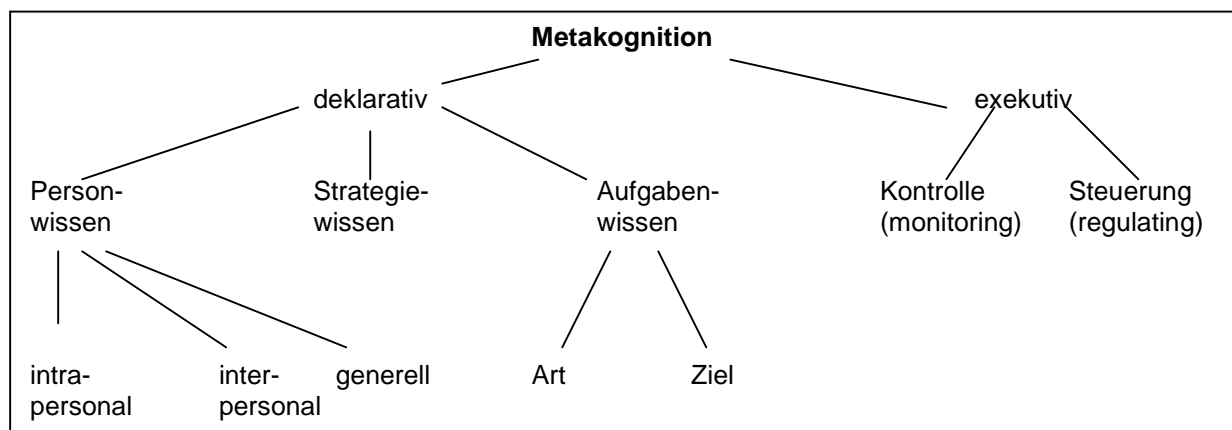 Metakognition
deklarativ exekutiv
Person- Strategie- Aufgaben- Kontrolle Steuerung
wissen wissen wissen (monitoring) (regulating)
intra- inter- generell Art Ziel
personal personal